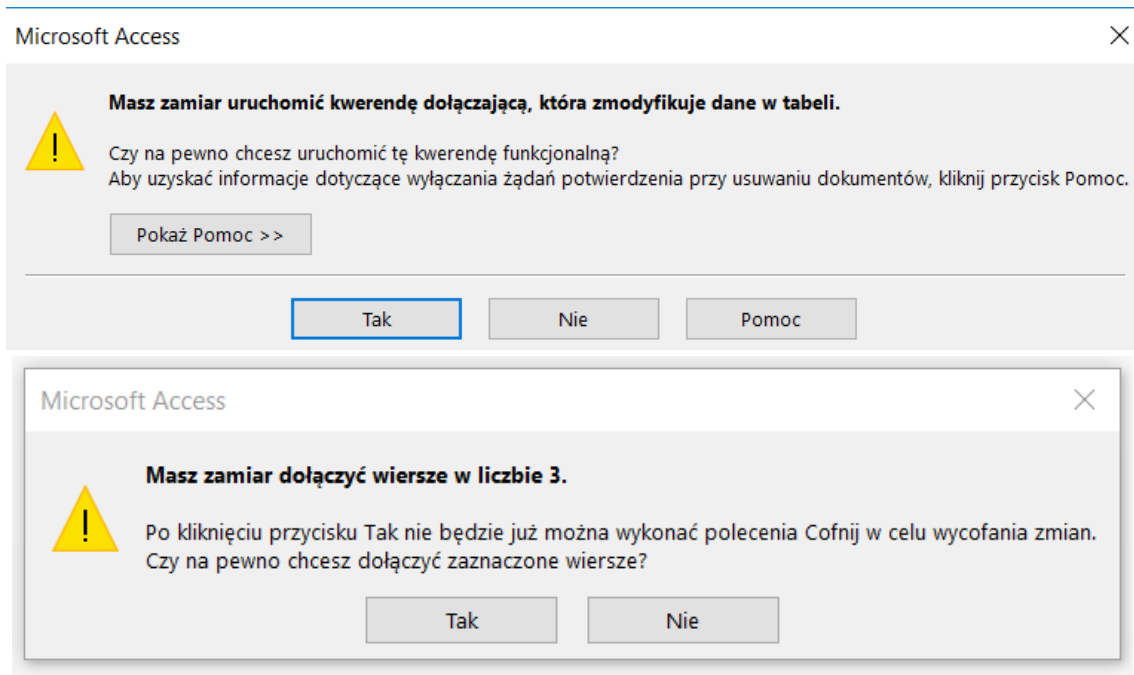 Microsoft Access
Masz zamiar uruchomić kwerendę dołączającą, która zmodyfikuje dane w tabeli.
Czy na pewno chcesz uruchomić tę kwerendę funkcjonalną?
Aby uzyskać informacje dotyczące wyłączania żądań potwierdzenia przy usuwaniu dokumentów, kliknij przycisk Pomoc.
Pokaż Pomoc >>
Tak Nie Pomoc
Microsoft Access
Masz zamiar dołączyć wiersze w liczbie 3.
Po kliknięciu przycisku Tak nie będzie już można wykonać polecenia Cofnij w celu wycofania zmian.
Czy na pewno chcesz dołączyć zaznaczone wiersze?
Tak Nie